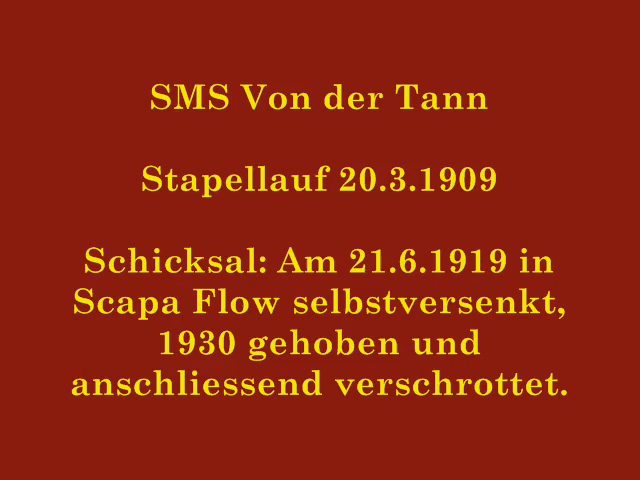 SMS Von der Tann
Stapellauf 20.3.1909
Schicksal: Am 21.6.1919 in
Scapa Flow selbstversenkt,
1930 gehoben und
anschliessend verschrottet.